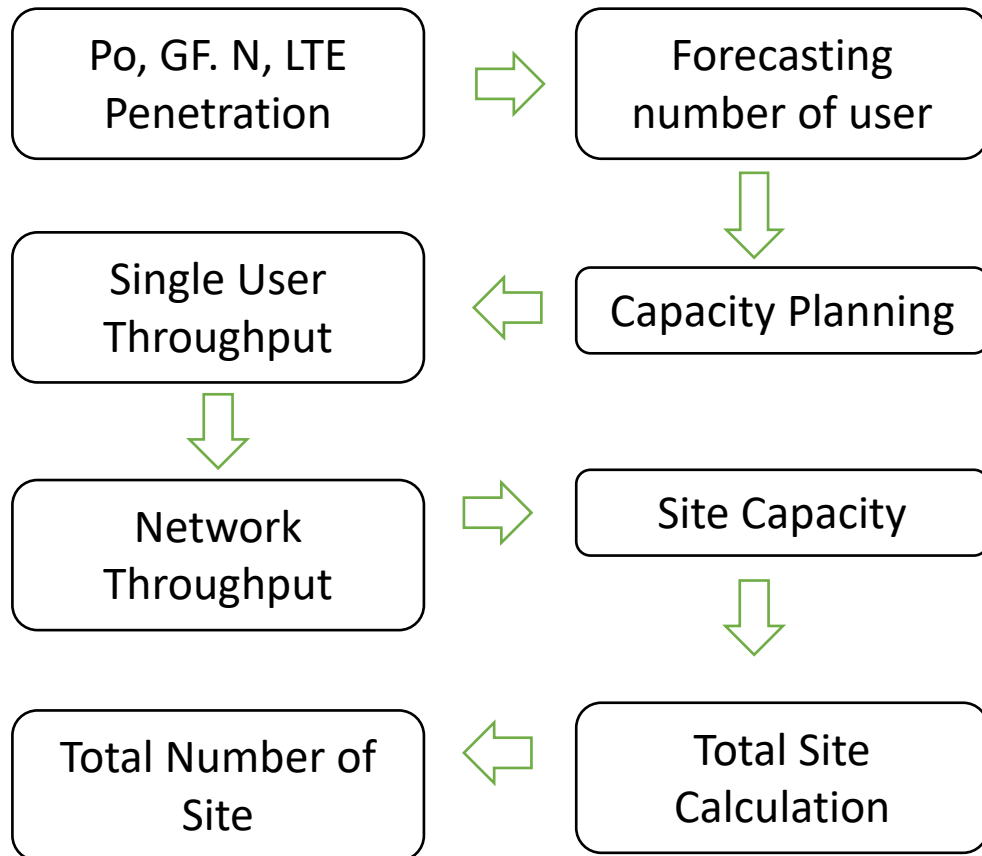 Po, GF. N, LTE
Penetration
Forecasting
number of user
Capacity Planning
Single User
Throughput
Network
Throughput
Site Capacity
Total Site
Calculation
Total Number of
Site